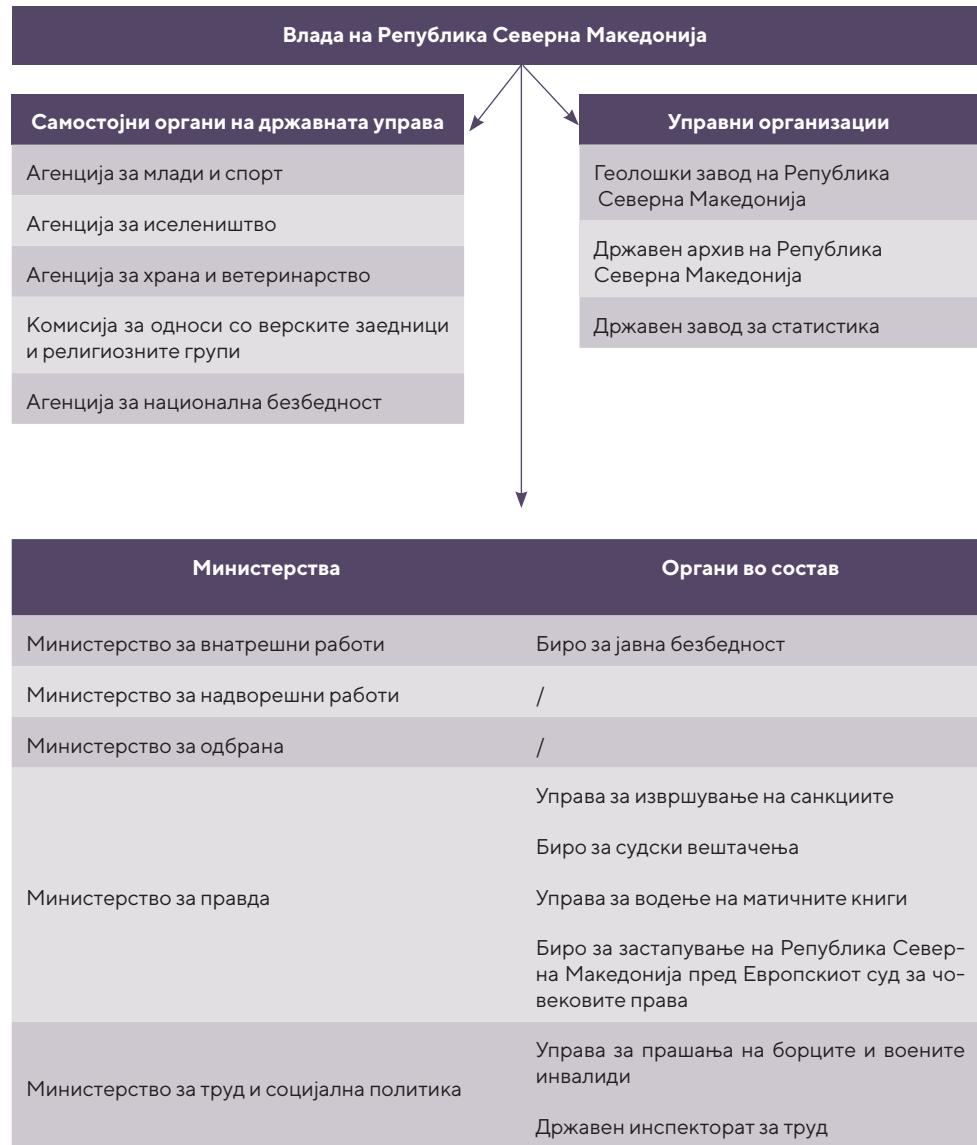 Влада на Република Северна Македонија
Самостојни органи на државната управа
Агенција за млади и спорт
Агенција за иселеништво
Агенција за храна и ветеринарство
Комисија за односи со верските заедници
и религиозните групи
Агенција за национална безбедност
Управни организации
Геолошки завод на Република
Северна Македонија
Државен архив на Република
Северна Македонија
Државен завод за статистика
Министерства
Органи во состав
Министерство за внатрешни работи
Биро за јавна безбедност
Министерство за надворешни работи
/
Министерство за одбрана
/
Министерство за правда
Управа за извршување на санкциите
Биро за судски вештачења
Управа за водење на матичните книги
Биро за застапување на Република Север-
на Македонија пред Европскиот суд за чо-
вековите права
Министерство за труд и социјална политика
Управа за прашања на борците и воените
инвалиди
Државен инспекторат за труд